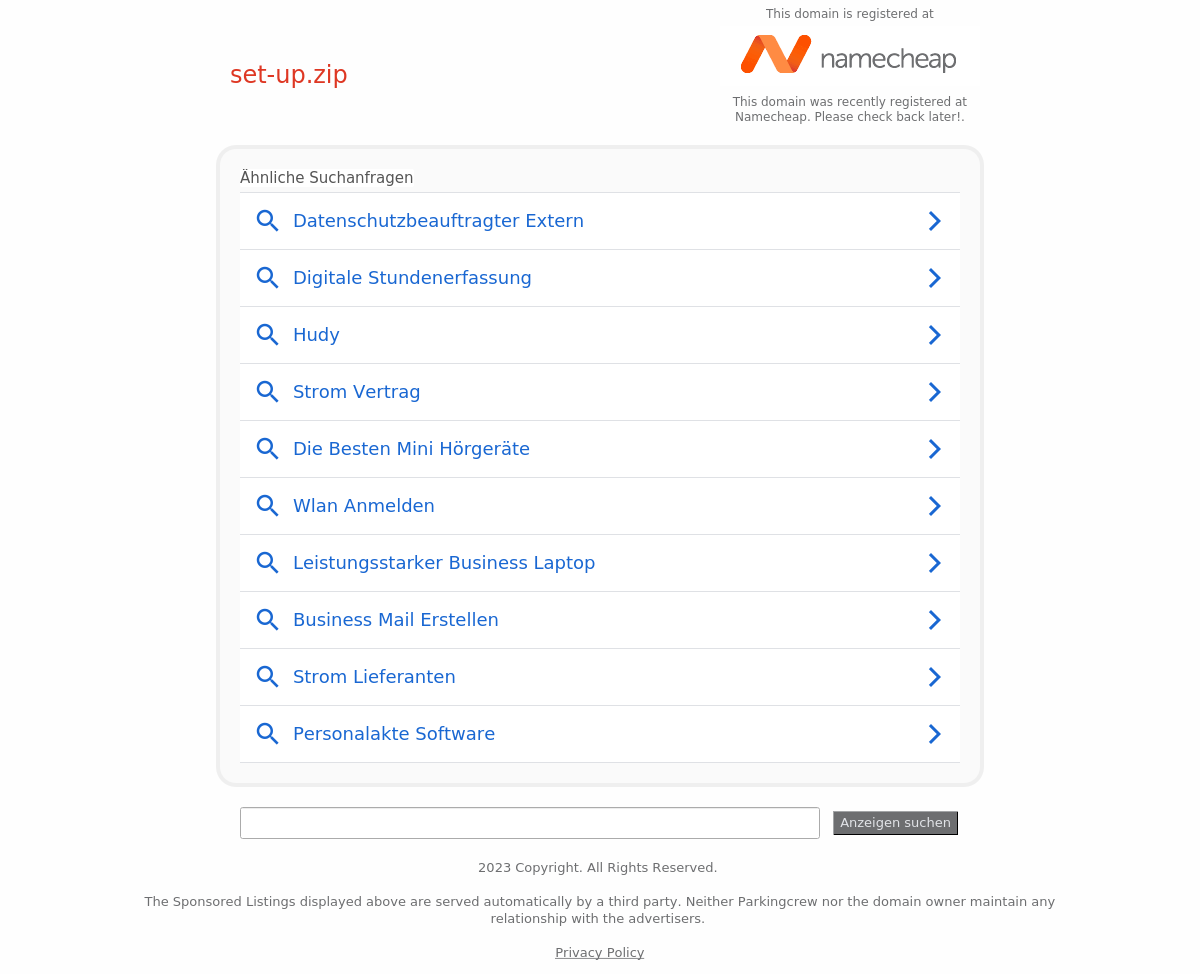 This domain is registered at
namecheap
set-up.zip
This domain was recently registered at
Namecheap. Please check back later!.
Ähnliche Suchanfragen
Datenschutzbeauftragter Extern
Digitale Stundenerfassung
Hudy
Strom Vertrag
Die Besten Mini Hörgeräte
Wlan Anmelden
Leistungsstarker Business Laptop
Business Mail Erstellen
Strom Lieferanten
Personalakte Software
Anzeigen suchen
2023 Copyright. All Rights Reserved.
The Sponsored Listings displayed above are served automatically by a third party. Neither Parkingcrew nor the domain owner maintain any
relationship with the advertisers.
Privacy Policy